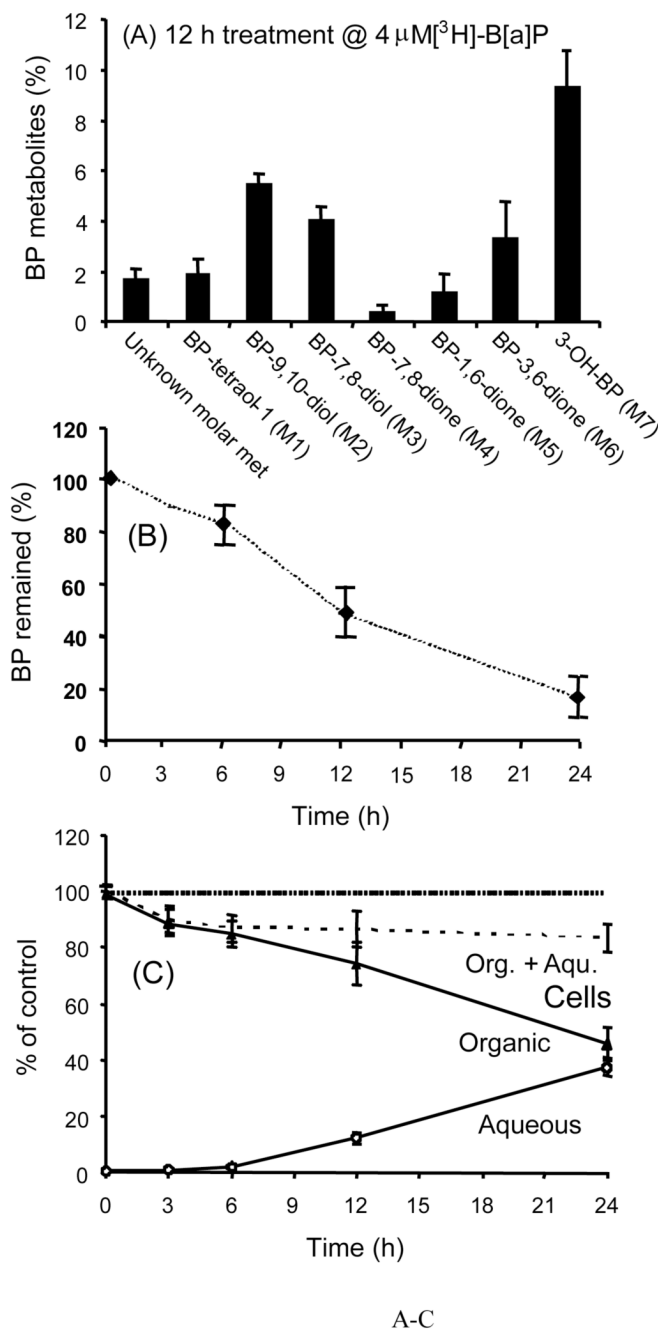 (A) 12 h treatment @ 4 μM[³H]-B[a]P
BP metabolites (%)
12
10
8
6
4
2
0
Unknown molar met
BP-tetraol-1 (M1)
BP-9,10-diol (M2)
BP-7,8-diol (M3)
BP-7,8-dione (M4)
BP-1,6-dione (M5)
BP-3,6-dione (M6)
3-OH-BP (M7)
(B)
BP remained (%)
120
100
80
60
40
20
0
0 3 6 9 12 15 18 21 24
Time (h)
(C)
% of control
120
100
80
60
40
20
0
Org. + Aqu.
Cells
Organic
Aqueous
0 3 6 9 12 15 18 21 24
Time (h)
A-C